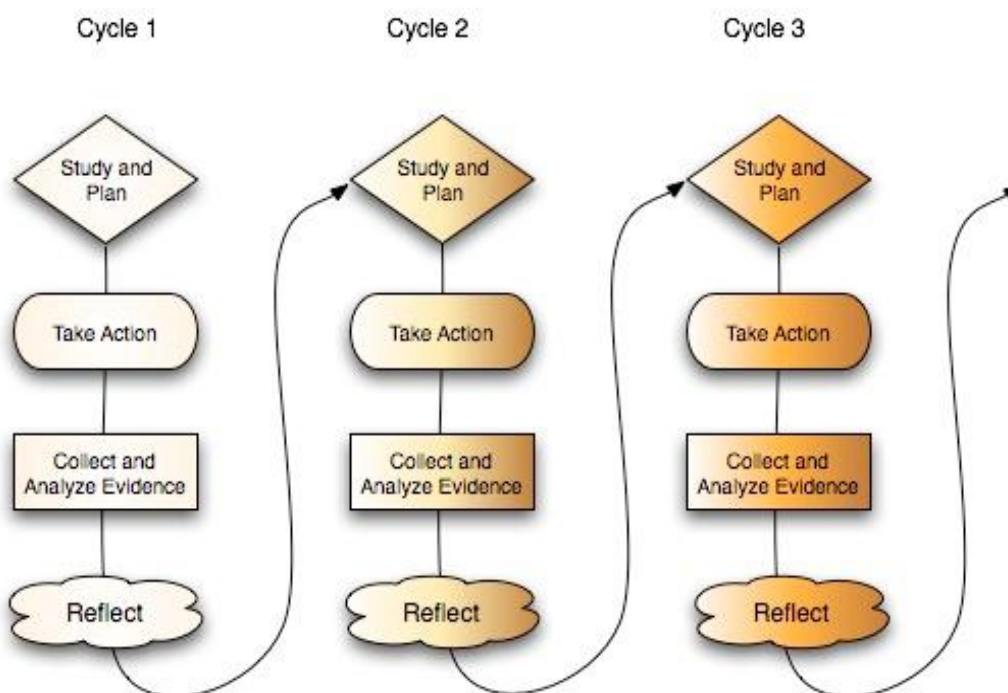 Cycle 1
Study and
Plan
Take Action
Collect and
Analyze Evidence
Reflect
Cycle 2
Study and
Plan
Take Action
Collect and
Analyze Evidence
Reflect
Cycle 3
Study and
Plan
Take Action
Collect and
Analyze Evidence
Reflect